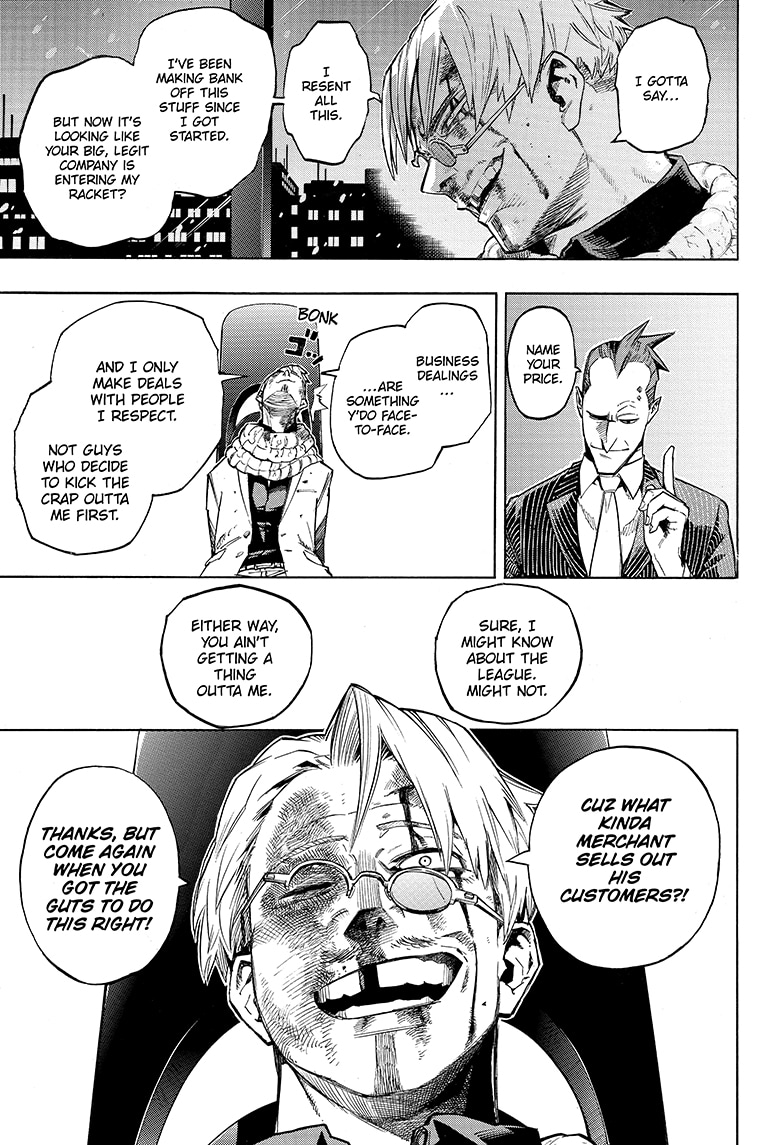 I GOTTA
SAY...
I
RESENT
ALL
THIS.
I'VE BEEN
MAKING BANK
OFF THIS
STUFF SINCE
I GOT
STARTED.
BUT NOW IT'S
LOOKING LIKE
YOUR BIG, LEGIT
COMPANY IS
ENTERING MY
RACKET?
NAME
YOUR
PRICE.
BUSINESS
DEALINGS
...
...ARE
SOMETHING
Y'DO FACE-
TO-FACE.
BONK
ゴンッ
AND I ONLY
MAKE DEALS
WITH PEOPLE
I RESPECT.
NOT GUYS
WHO DECIDE
TO KICK THE
CRAP OUTTA
ME FIRST.
SURE, I
MIGHT KNOW
ABOUT THE
LEAGUE.
MIGHT NOT.
EITHER WAY,
YOU AIN'T
GETTING A
THING
OUTTA ME.
CUZ WHAT
KINDA
MERCHANT
SELLS OUT
HIS
CUSTOMERS?!
THANKS, BUT
COME AGAIN
WHEN YOU
GOT THE
GUTS TO DO
THIS RIGHT!